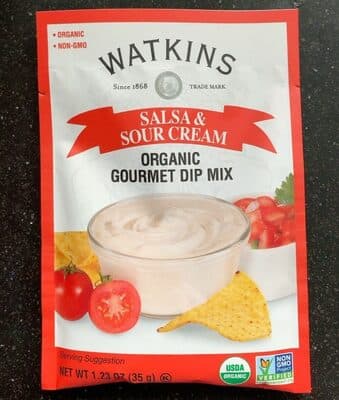 • ORGANIC
• NON-GMO
WATKINS
Since 1868 TRADE MARK
SALSA &
SOUR CREAM
ORGANIC
GOURMET DIP MIX
Serving Suggestion
NET WT 1.23 OZ (35 g)
USDA
ORGANIC
NON
GMO
Project
VERIFIED